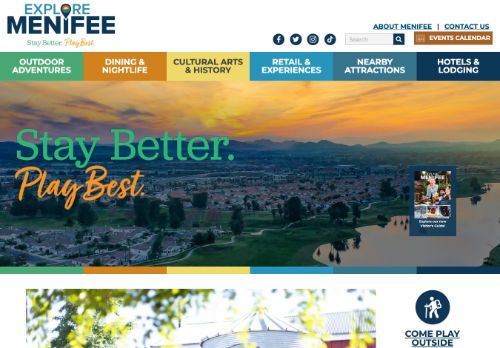 EXPLORE
MENIFEE
Stay Better. Play Best.
ABOUT MENIFEE | CONTACT US
Search
EVENTS CALENDAR
OUTDOOR
ADVENTURES
DINING &
NIGHTLIFE
CULTURAL ARTS
& HISTORY
RETAIL &
EXPERIENCES
NEARBY
ATTRACTIONS
HOTELS &
LODGING
Stay Better.
Play Best.
MENIFEE
Explore our new
Visitor's Guide!
COME PLAY
OUTSIDE